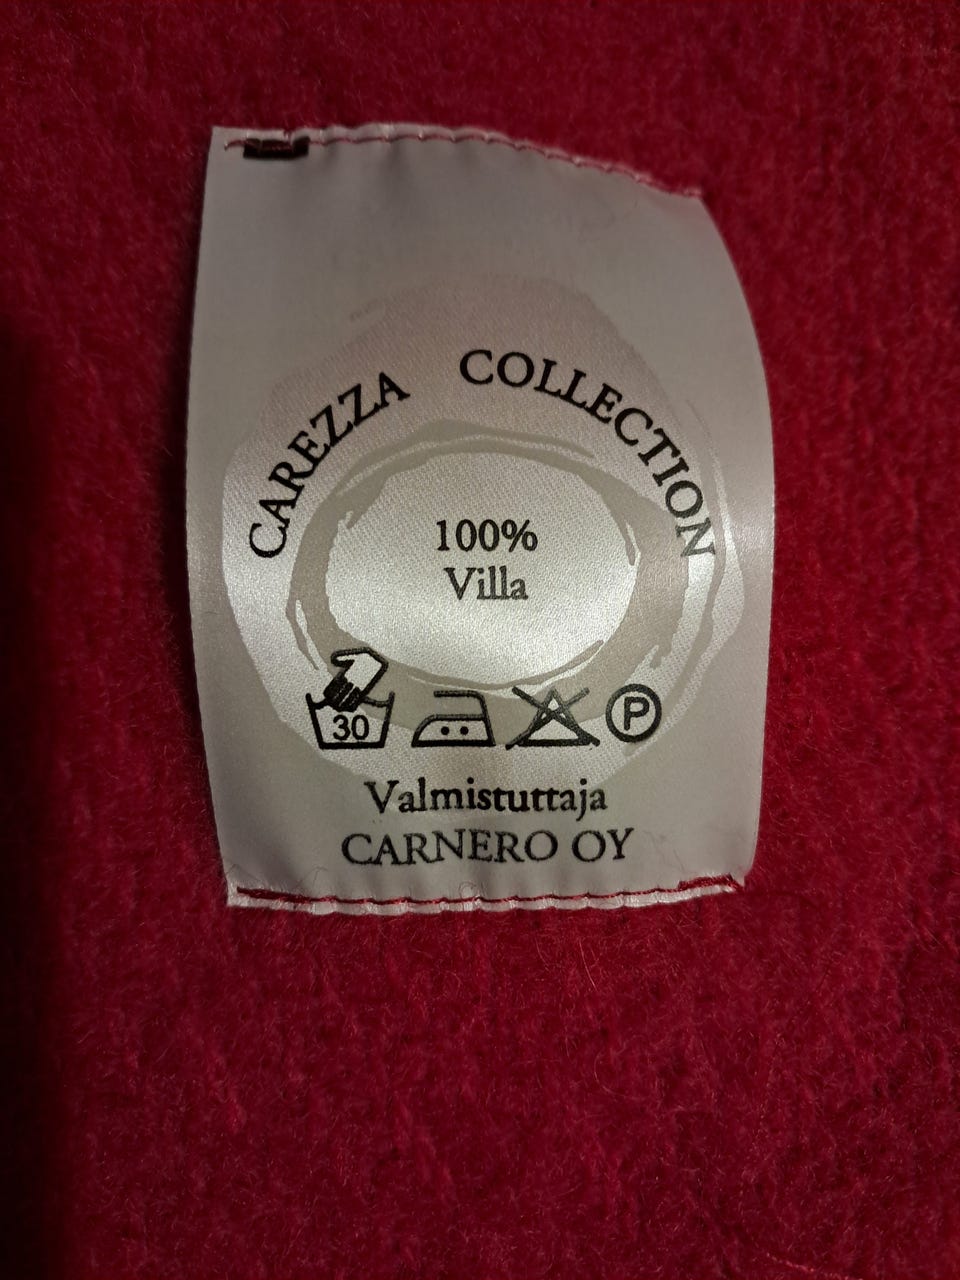 CAREZZA COLLECTION
100%
Villa
30 P
Valmistuttaja
CARNERO OY